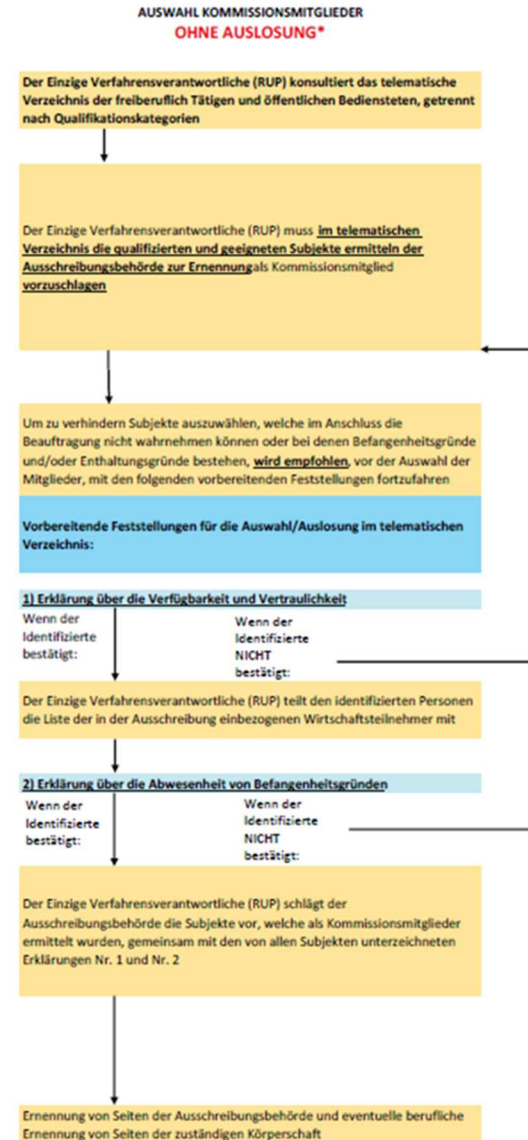 AUSWAHL KOMMISSIONSMITGLIEDER
OHNE AUSLOSUNG*
Der Einzige Verfahrensverantwortliche (RUP) konsultiert das telematische
Verzeichnis der freiberuflich Tätigen und öffentlichen Bediensteten, getrennt
nach Qualifikationskategorien
Der Einzige Verfahrensverantwortliche (RUP) muss im telematischen
Verzeichnis die qualifizierten und geeigneten Subjekte ermitteln der
Ausschreibungsbehörde zur Ernennungals Kommissionsmitglied
vorzuschlagen
Um zu verhindern Subjekte auszuwählen, welche im Anschluss die
Beauftragung nicht wahrnehmen können oder bei denen Befangenheitsgründe
und/oder Enthaltungsgründe bestehen, wird empfohlen, vor der Auswahl der
Mitglieder, mit den folgenden vorbereitenden Feststellungen fortzufahren
Vorbereitende Feststellungen für die Auswahl/Auslosung im telematischen
Verzeichnis:
1) Erklärung über die Verfügbarkeit und Vertraulichkeit
Wenn der
Identifizierte
bestätigt:
Wenn der
Identifizierte
NICHT
bestätigt:
Der Einzige Verfahrensverantwortliche (RUP) teilt den identifizierten Personen
die Liste der in der Ausschreibung einbezogenen Wirtschaftsteilnehmer mit
2) Erklärung über die Abwesenheit von Befangenheitsgründen
Wenn der
Identifizierte
bestätigt:
Wenn der
Identifizierte
NICHT
bestätigt:
Der Einzige Verfahrensverantwortliche (RUP) schlägt der
Ausschreibungsbehörde die Subjekte vor, welche als Kommissionsmitglieder
ermittelt wurden, gemeinsam mit den von allen Subjekten unterzeichneten
Erklärungen Nr. 1 und Nr. 2
Ernennung von Seiten der Ausschreibungsbehörde und eventuelle berufliche
Ernennung von Seiten der zuständigen Körperschaft